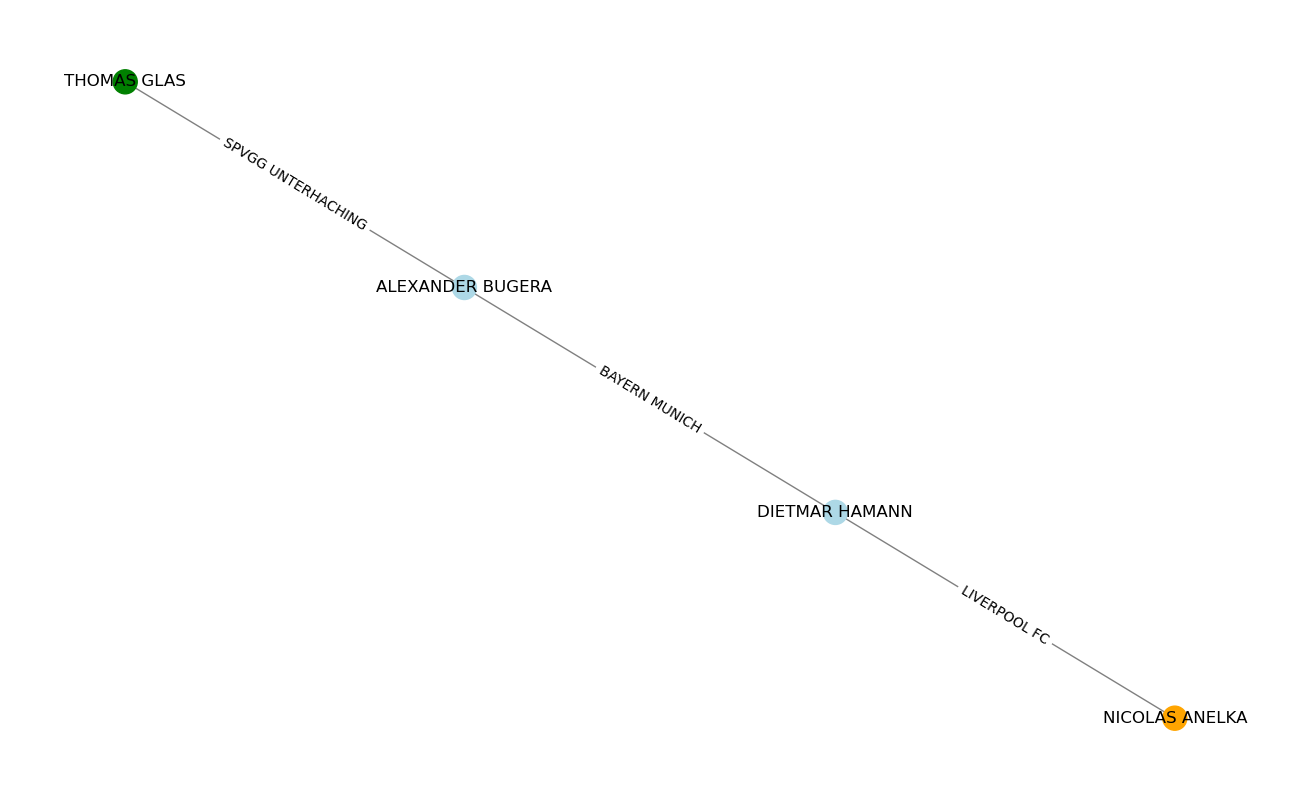 THOMAS GLAS
SPVGG UNTERHACHING
ALEXANDER BUGERA
BAYERN MUNICH
DIETMAR HAMANN
LIVERPOOL FC
NICOLAS ANELKA